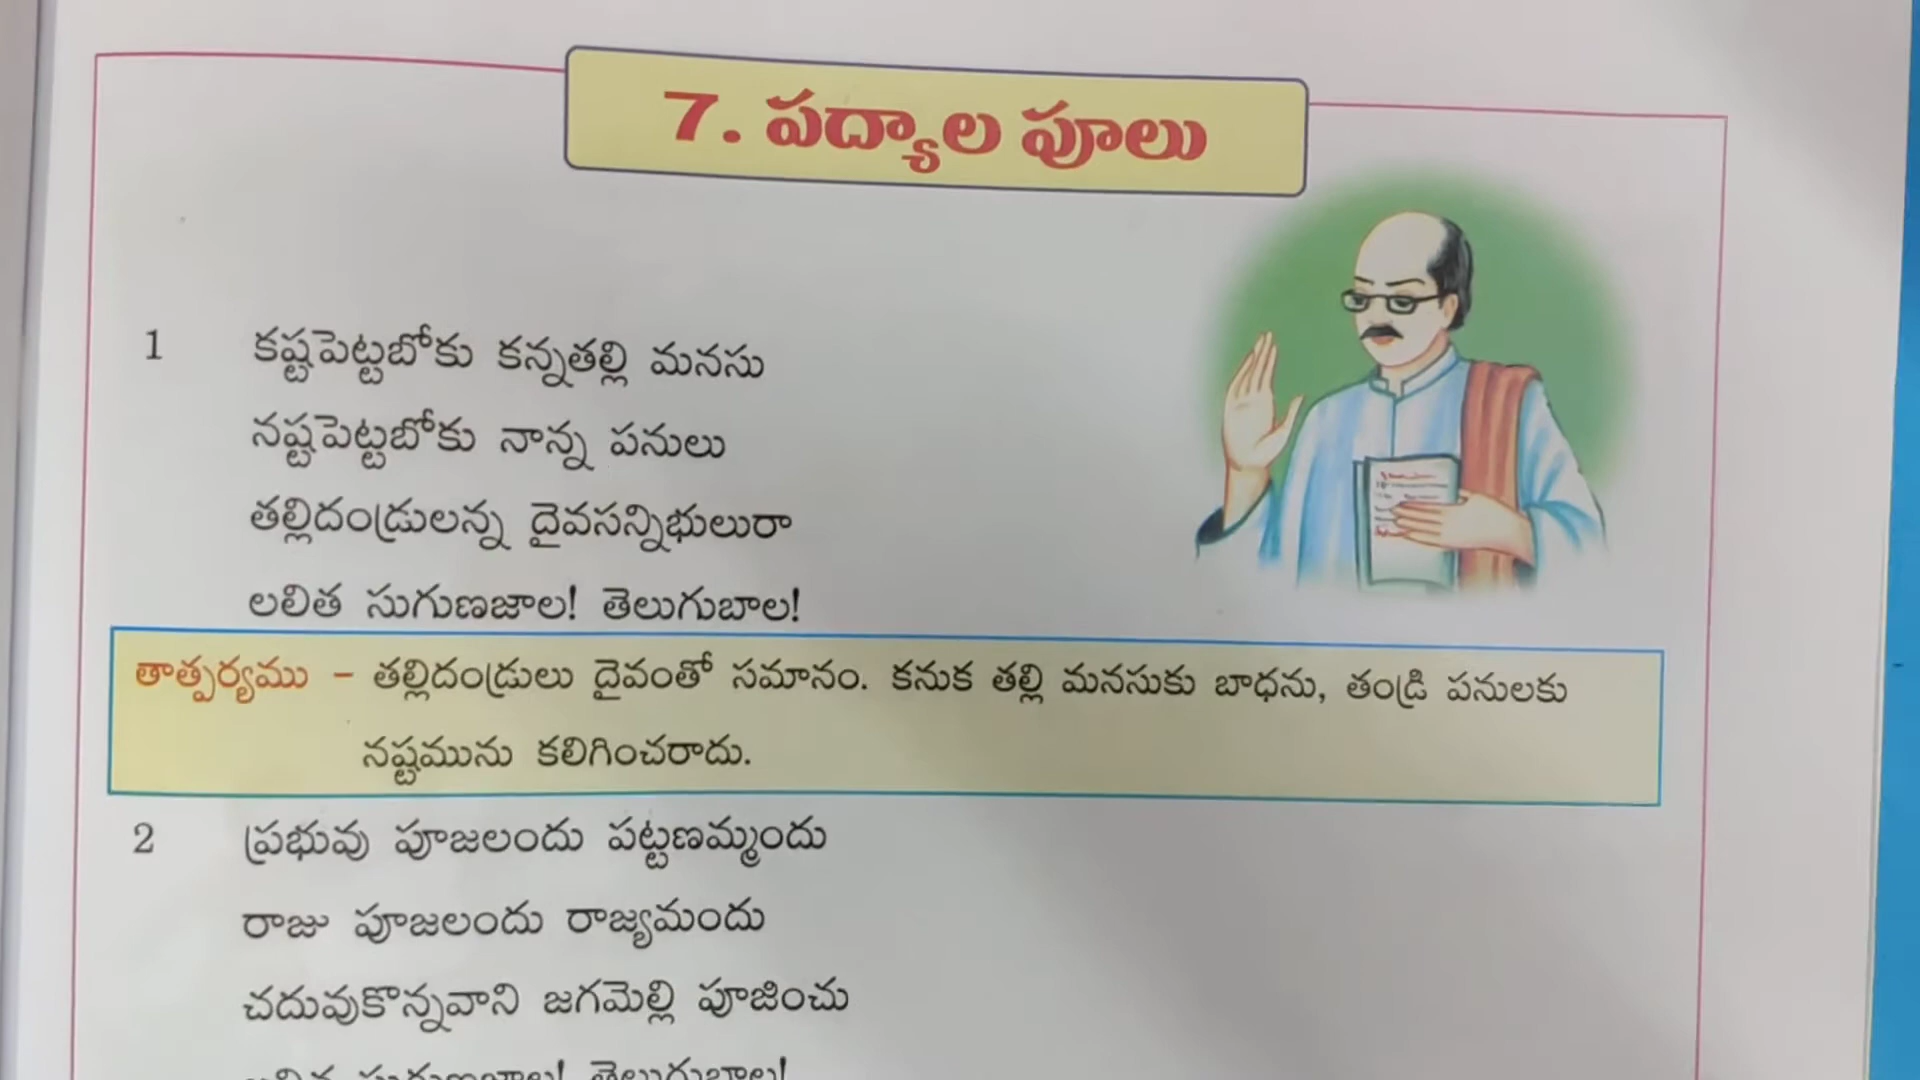 7. పద్యాల పూలు
1 కష్టపెట్టబోకు కన్నతల్లి మనసు
నష్టపెట్టబోకు నాన్న పనులు
తల్లిదండ్రులన్న దైవసన్నిభులురా
లలిత సుగుణజాల! తెలుగుబాల!
తాత్పర్యము – తల్లిదండ్రులు దైవంతో సమానం. కనుక తల్లి మనసుకు బాధను, తండ్రి పనులకు
నష్టమును కలిగించరాదు.
2 ప్రభువు పూజలందు పట్టణమ్మందు
రాజు పూజలందు రాజ్యమందు
చదువుకొన్నవాని జగమెల్లి పూజించు
లలిత సుగుణజాల! తెలుగుబాల!